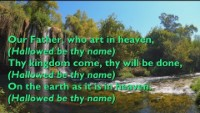 Our Father, who art in heaven,
(Hallowed be thy name)
Thy kingdom come, thy will be done,
(Hallowed be thy name)
On the earth as it is in heaven.
(Hallowed be thy name)